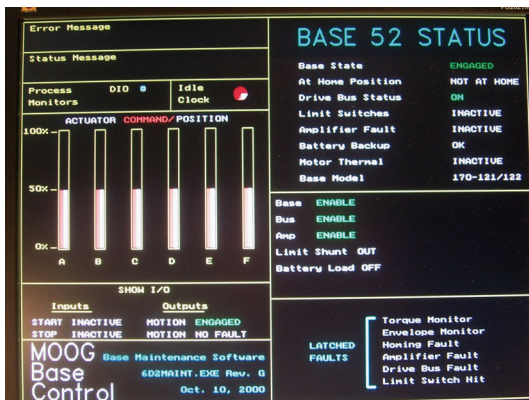 Error Message
Status Message
Process Monitors DIO Idle Clock
ACTUATOR COMMAND/POSITION
100%
50%
0%
A B C D E F
SHOW I/O
Inputs Outputs
START INACTIVE MOTION ENGAGED
STOP INACTIVE MOTION NO FAULT
MOOG Base Control
Base Maintenance Software
6D2MAINT.EXE Rev. G
Oct. 10, 2000
BASE 52 STATUS
Base State ENGAGED
At Home Position NOT AT HOME
Drive Bus Status ON
Limit Switches INACTIVE
Amplifier Fault INACTIVE
Battery Backup OK
Motor Thermal INACTIVE
Base Model 170-121/122
Base ENABLE
Bus ENABLE
Amp ENABLE
Limit Shunt OUT
Battery Load OFF
LATCHED FAULTS
Torque Monitor
Envelope Monitor
Homing Fault
Amplifier Fault
Drive Bus Fault
Limit Switch Hit